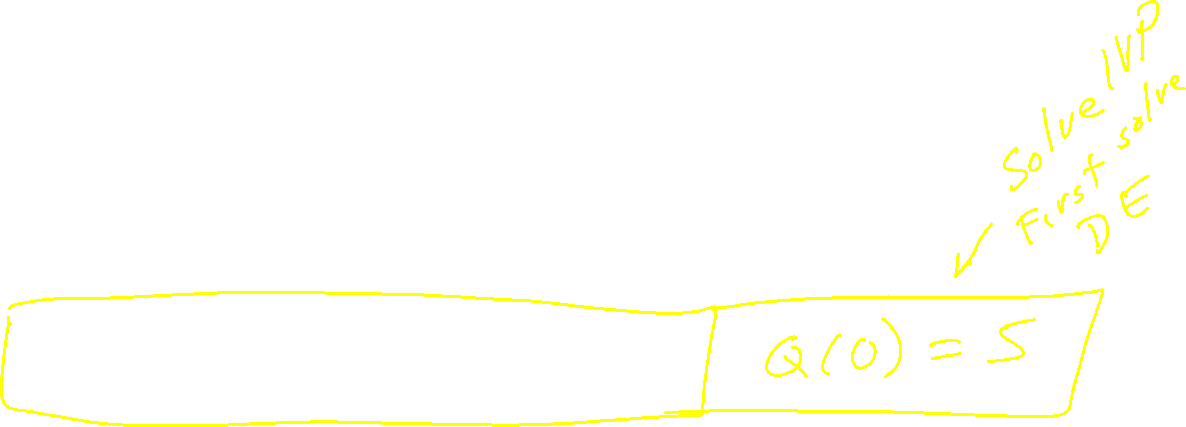 Solve IVP
First solve
DE
Q(0) = 5